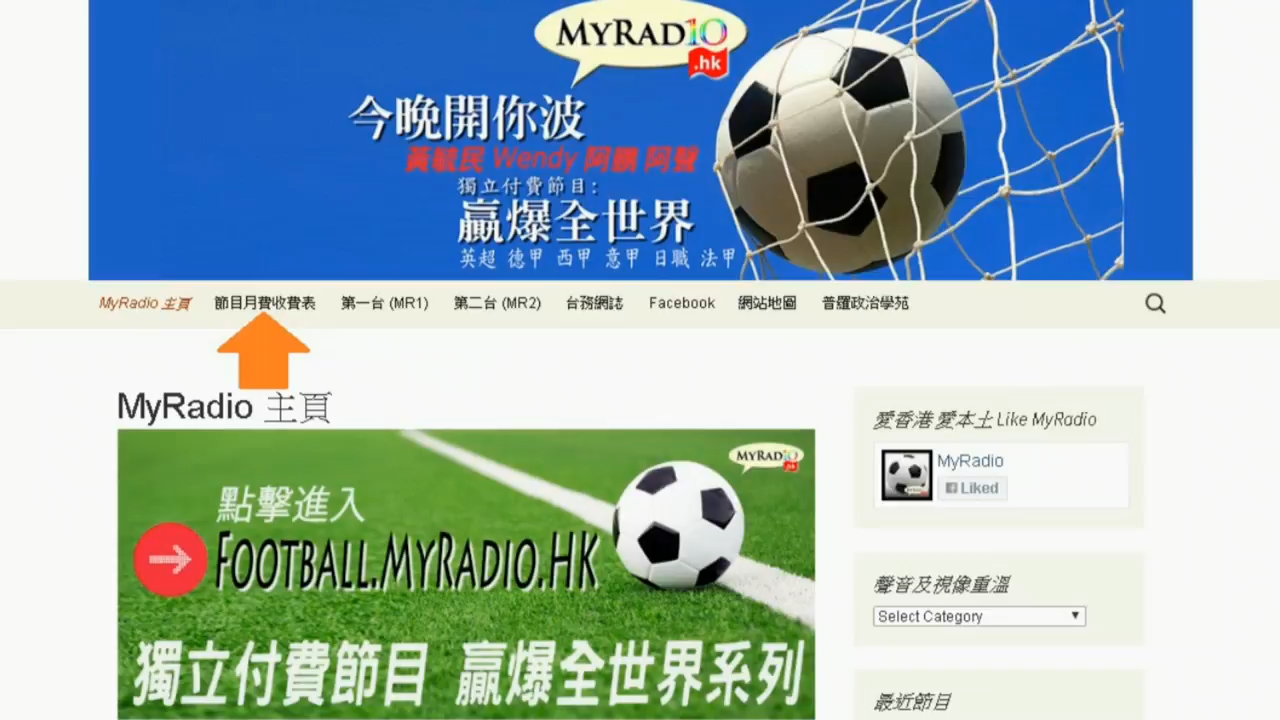 MYRADIO
.hk
今晚開你波
黃毓民 Wendy 阿鵬 阿聲
獨立付費節目:
贏爆全世界
英超 德甲 西甲 意甲 日職 法甲
MyRadio 主頁 節目月費收費表 第一台 (MR1) 第二台 (MR2) 台務網誌 Facebook 網站地圖 普羅政治學苑
MyRadio 主頁
MYRADIO
.hk
點擊進入
FOOTBALL.MYRADIO.HK
獨立付費節目 贏爆全世界系列
愛香港 愛本土 Like MyRadio
MyRadio
Liked
聲音及視像重溫
Select Category
最近節目